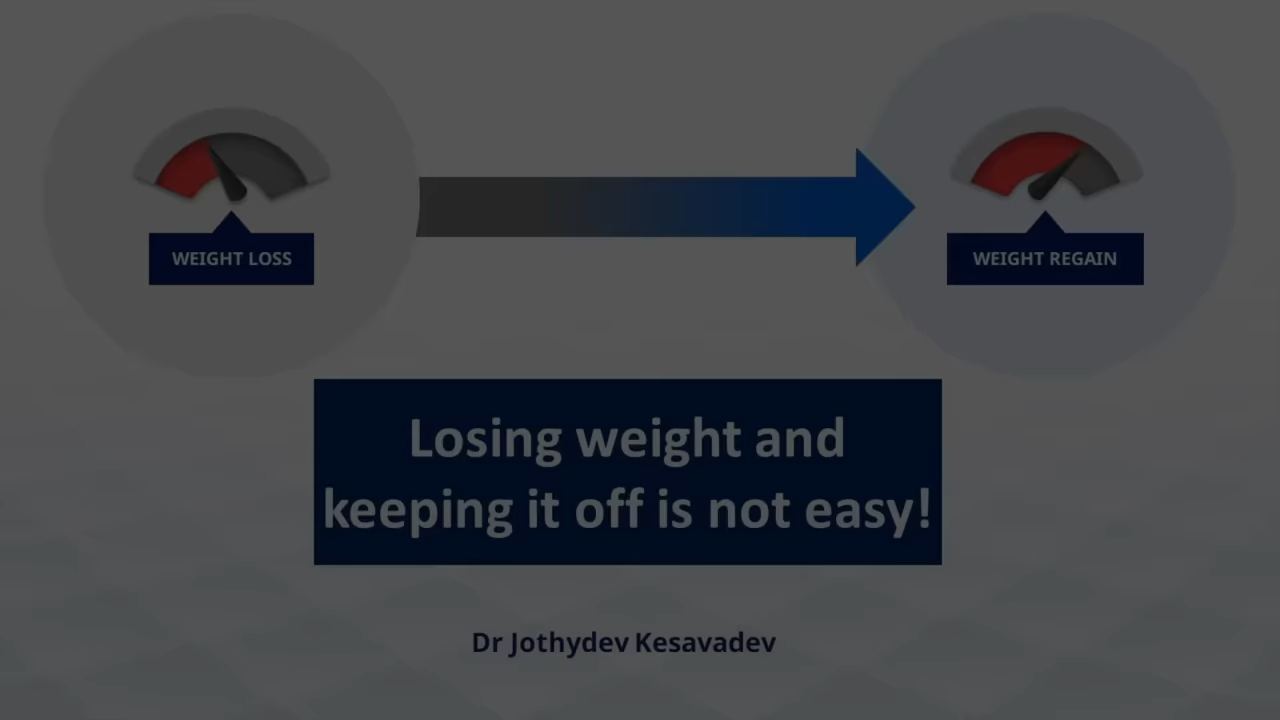 WEIGHT LOSS
WEIGHT REGAIN
Losing weight and
keeping it off is not easy!
Dr Jothydev Kesavadev